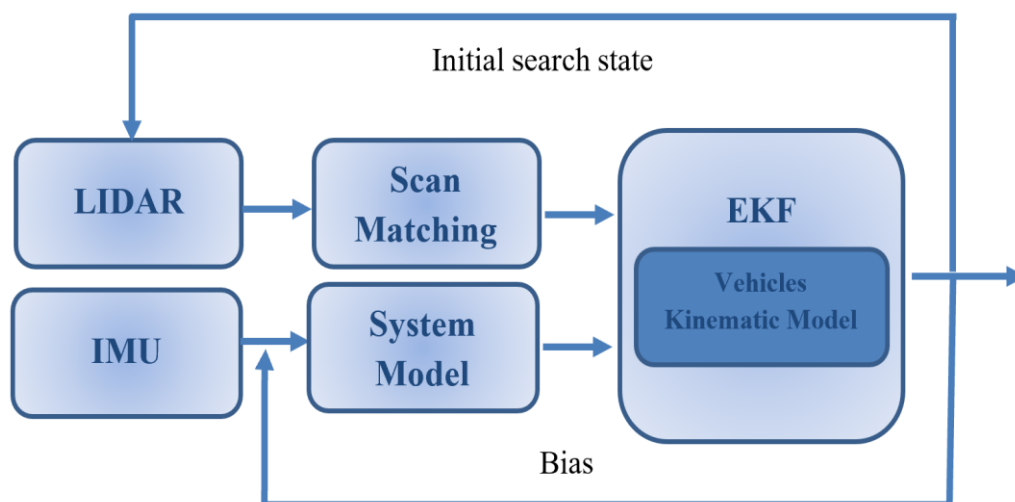 Initial search state
LIDAR
Scan
Matching
EKF
Vehicles
Kinematic Model
IMU
System
Model
Bias